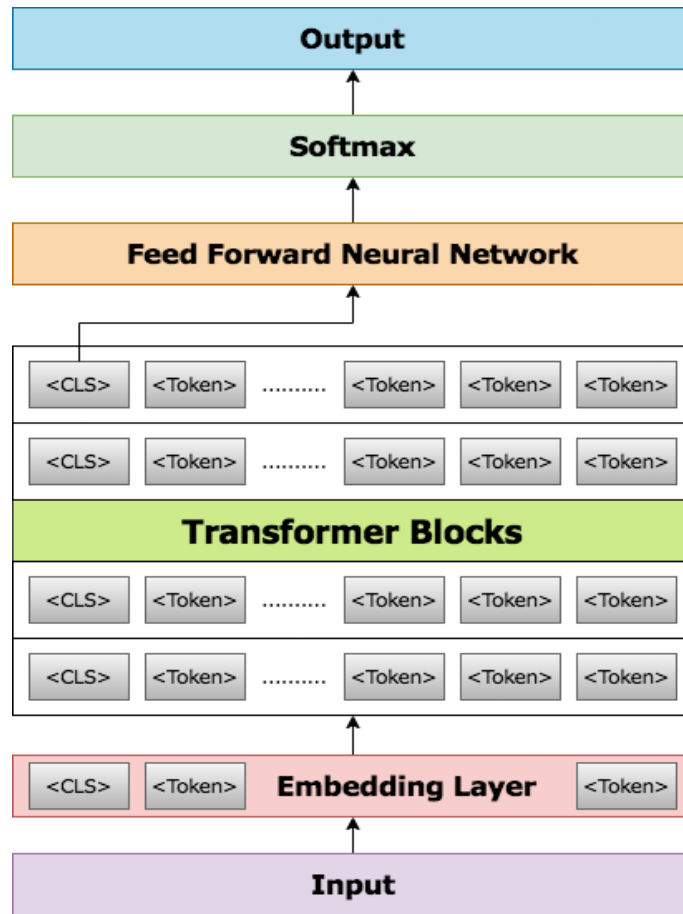 Output
Softmax
Feed Forward Neural Network
<CLS> <Token> .......... <Token> <Token> <Token>
<CLS> <Token> .......... <Token> <Token> <Token>
Transformer Blocks
<CLS> <Token> .......... <Token> <Token> <Token>
<CLS> <Token> .......... <Token> <Token> <Token>
<CLS> <Token> Embedding Layer <Token>
Input